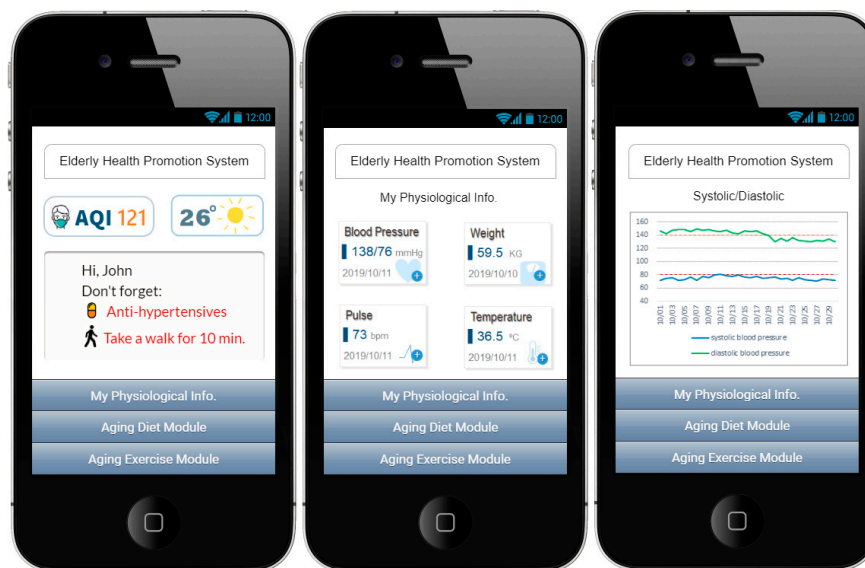 12:00
Elderly Health Promotion System
AQI 121
26°
Hi, John
Don't forget:
Anti-hypertensives
Take a walk for 10 min.
My Physiological Info.
Aging Diet Module
Aging Exercise Module
12:00
Elderly Health Promotion System
My Physiological Info.
Blood Pressure
138/76 mmHg
2019/10/11
Weight
59.5 KG
2019/10/10
Pulse
73 bpm
2019/10/11
Temperature
36.5 ºC
2019/10/11
My Physiological Info.
Aging Diet Module
Aging Exercise Module
12:00
Elderly Health Promotion System
Systolic/Diastolic
160
140
120
100
80
60
40
10/01
10/03
10/05
10/07
10/09
10/11
10/13
10/15
10/17
10/19
10/21
10/23
10/25
10/27
10/29
systolic blood pressure
diastolic blood pressure
My Physiological Info.
Aging Diet Module
Aging Exercise Module